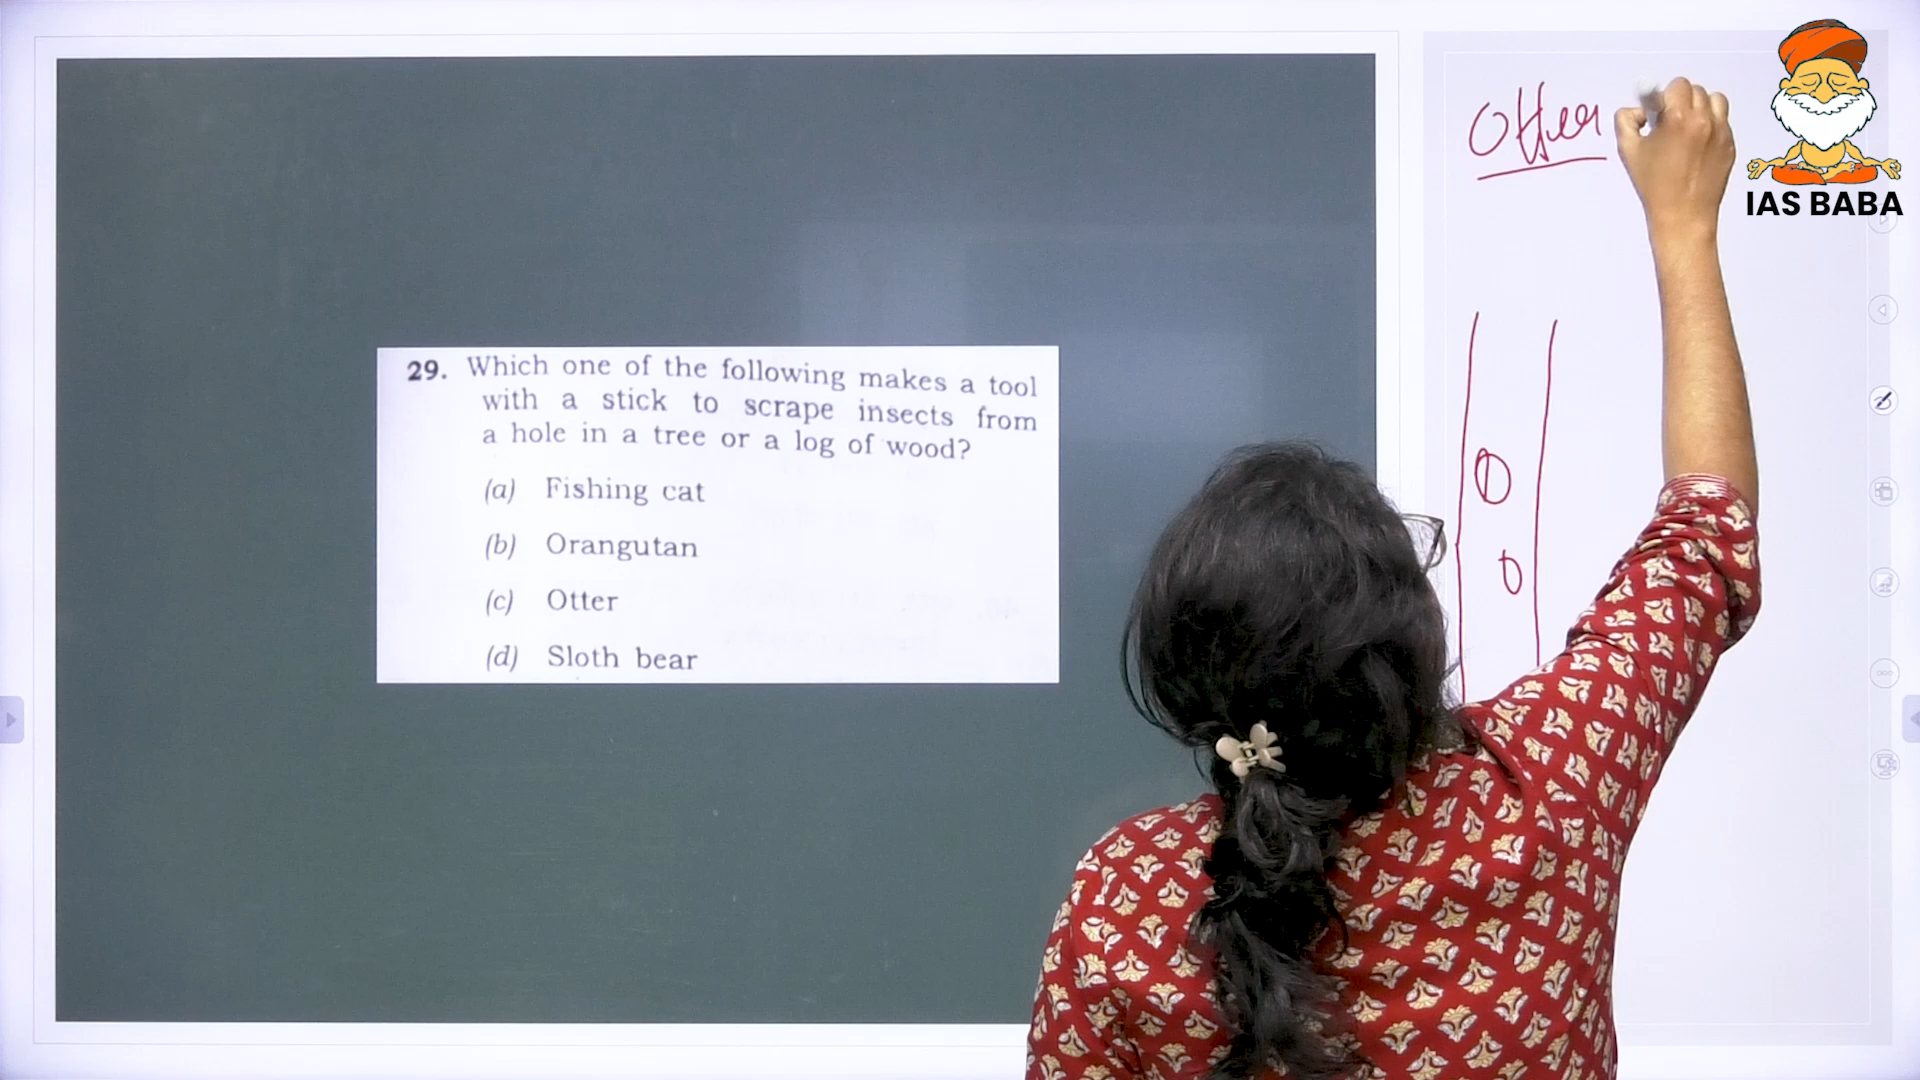 Otter
IAS BABA
29. Which one of the following makes a tool
with a stick to scrape insects from
a hole in a tree or a log of wood?
(a) Fishing cat
(b) Orangutan
(c) Otter
(d) Sloth bear